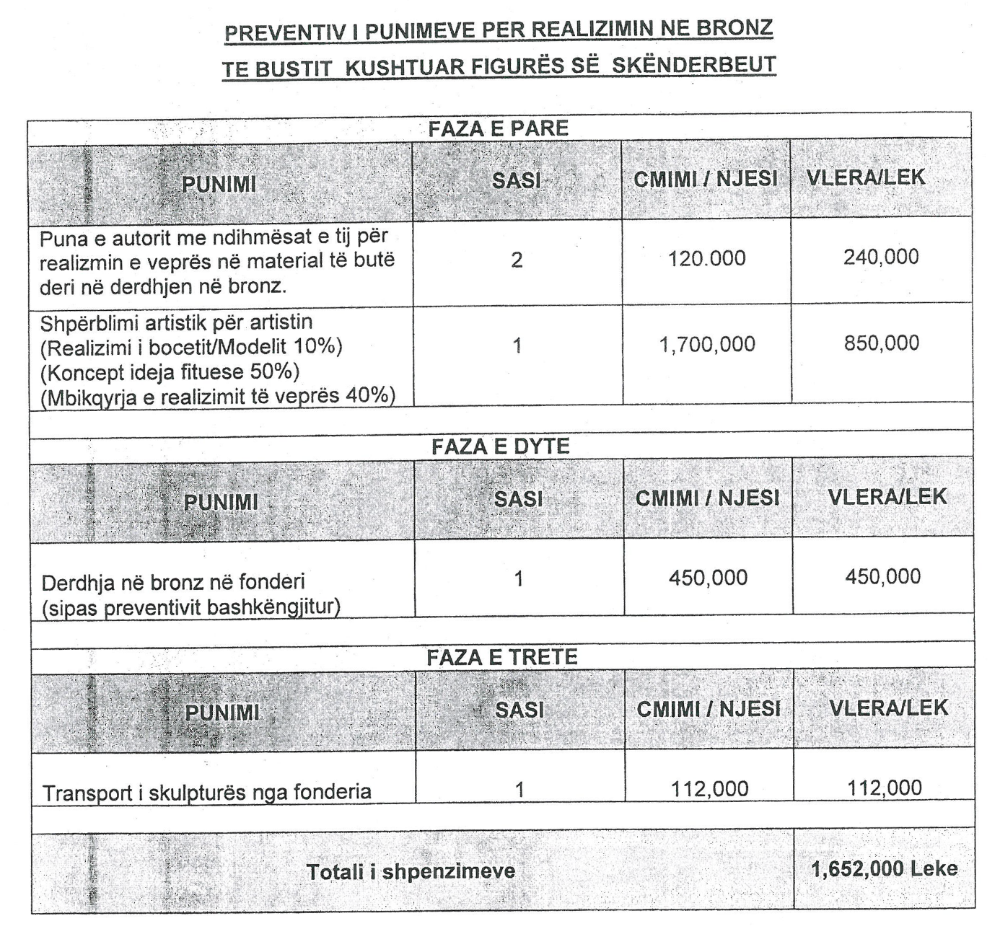 PREVENTIV I PUNIMEVE PER REALIZIMIN NE BRONZ
TE BUSTIT KUSHTUAR FIGURËS SË SKËNDERBEUT
FAZA E PARE
PUNIMI SASI CMIMI / NJESI VLERA/LEK
Puna e autorit me ndihmësat e tij për
realizmin e veprës në material të butë
deri në derdhjen në bronz.
2 120.000 240,000
Shpërblimi artistik për artistin
(Realizimi i bocetit/Modelit 10%)
(Koncept ideja fituese 50%)
(Mbikqyrja e realizimit të veprës 40%)
1 1,700,000 850,000
FAZA E DYTE
PUNIMI SASI CMIMI / NJESI VLERA/LEK
Derdhja në bronz në fonderi
(sipas preventivit bashkëngjitur)
1 450,000 450,000
FAZA E TRETE
PUNIMI SASI CMIMI / NJESI VLERA/LEK
Transport i skulpturës nga fonderia 1 112,000 112,000
Totali i shpenzimeve 1,652,000 Leke